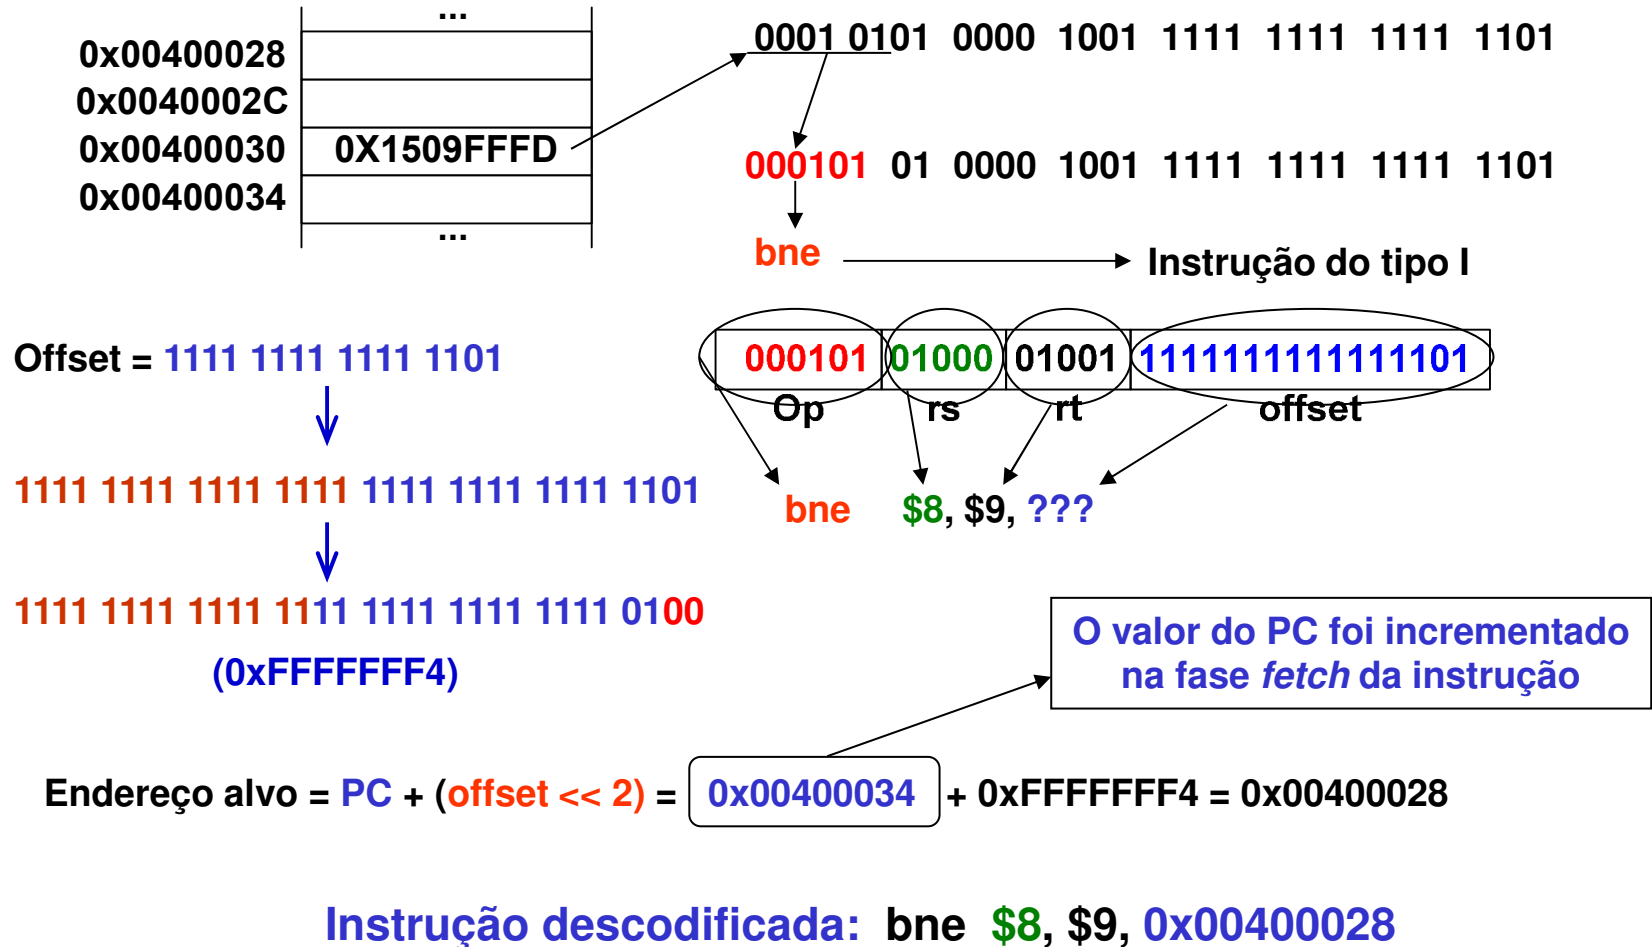 ...
0x00400028
0x0040002C
0x00400030 0X1509FFFD
0x00400034
...
0001 0101 0000 1001 1111 1111 1111 1101
000101 01 0000 1001 1111 1111 1111 1101
bne
Instrução do tipo I
000101 01000 01001 1111111111111101
Op rs rt offset
bne $8, $9, ???
Offset = 1111 1111 1111 1101
1111 1111 1111 1111 1111 1111 1111 1101
1111 1111 1111 1111 1111 1111 1111 0100
(0xFFFFFFF4)
O valor do PC foi incrementado
na fase fetch da instrução
Endereço alvo = PC + (offset << 2) = 0x00400034 + 0xFFFFFFF4 = 0x00400028
Instrução descodificada: bne $8, $9, 0x00400028